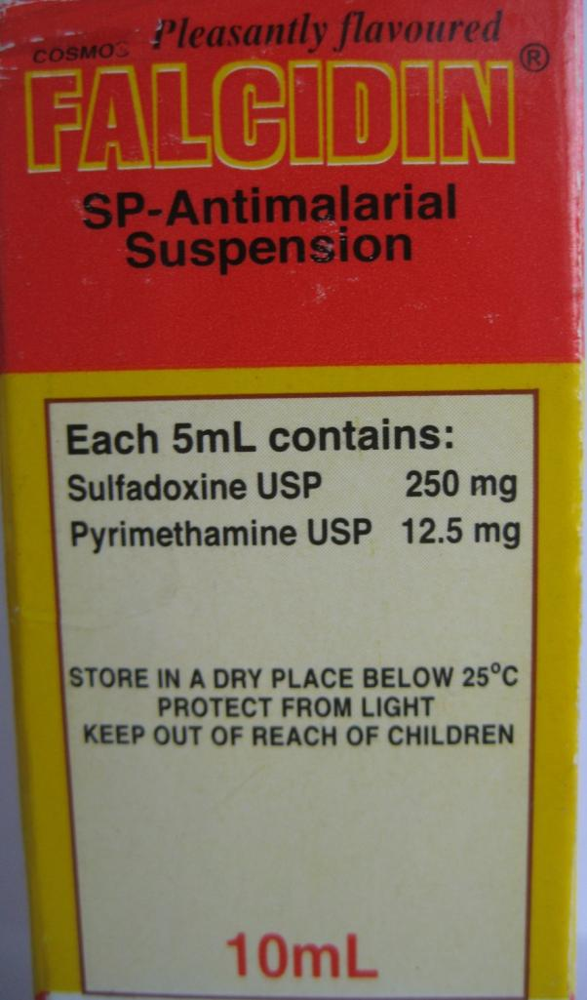 Pleasantly flavoured
COSMOS
FALCIDIN®
SP-Antimalarial
Suspension
Each 5mL contains:
Sulfadoxine USP 250 mg
Pyrimethamine USP 12.5 mg
STORE IN A DRY PLACE BELOW 25°C
PROTECT FROM LIGHT
KEEP OUT OF REACH OF CHILDREN
10mL